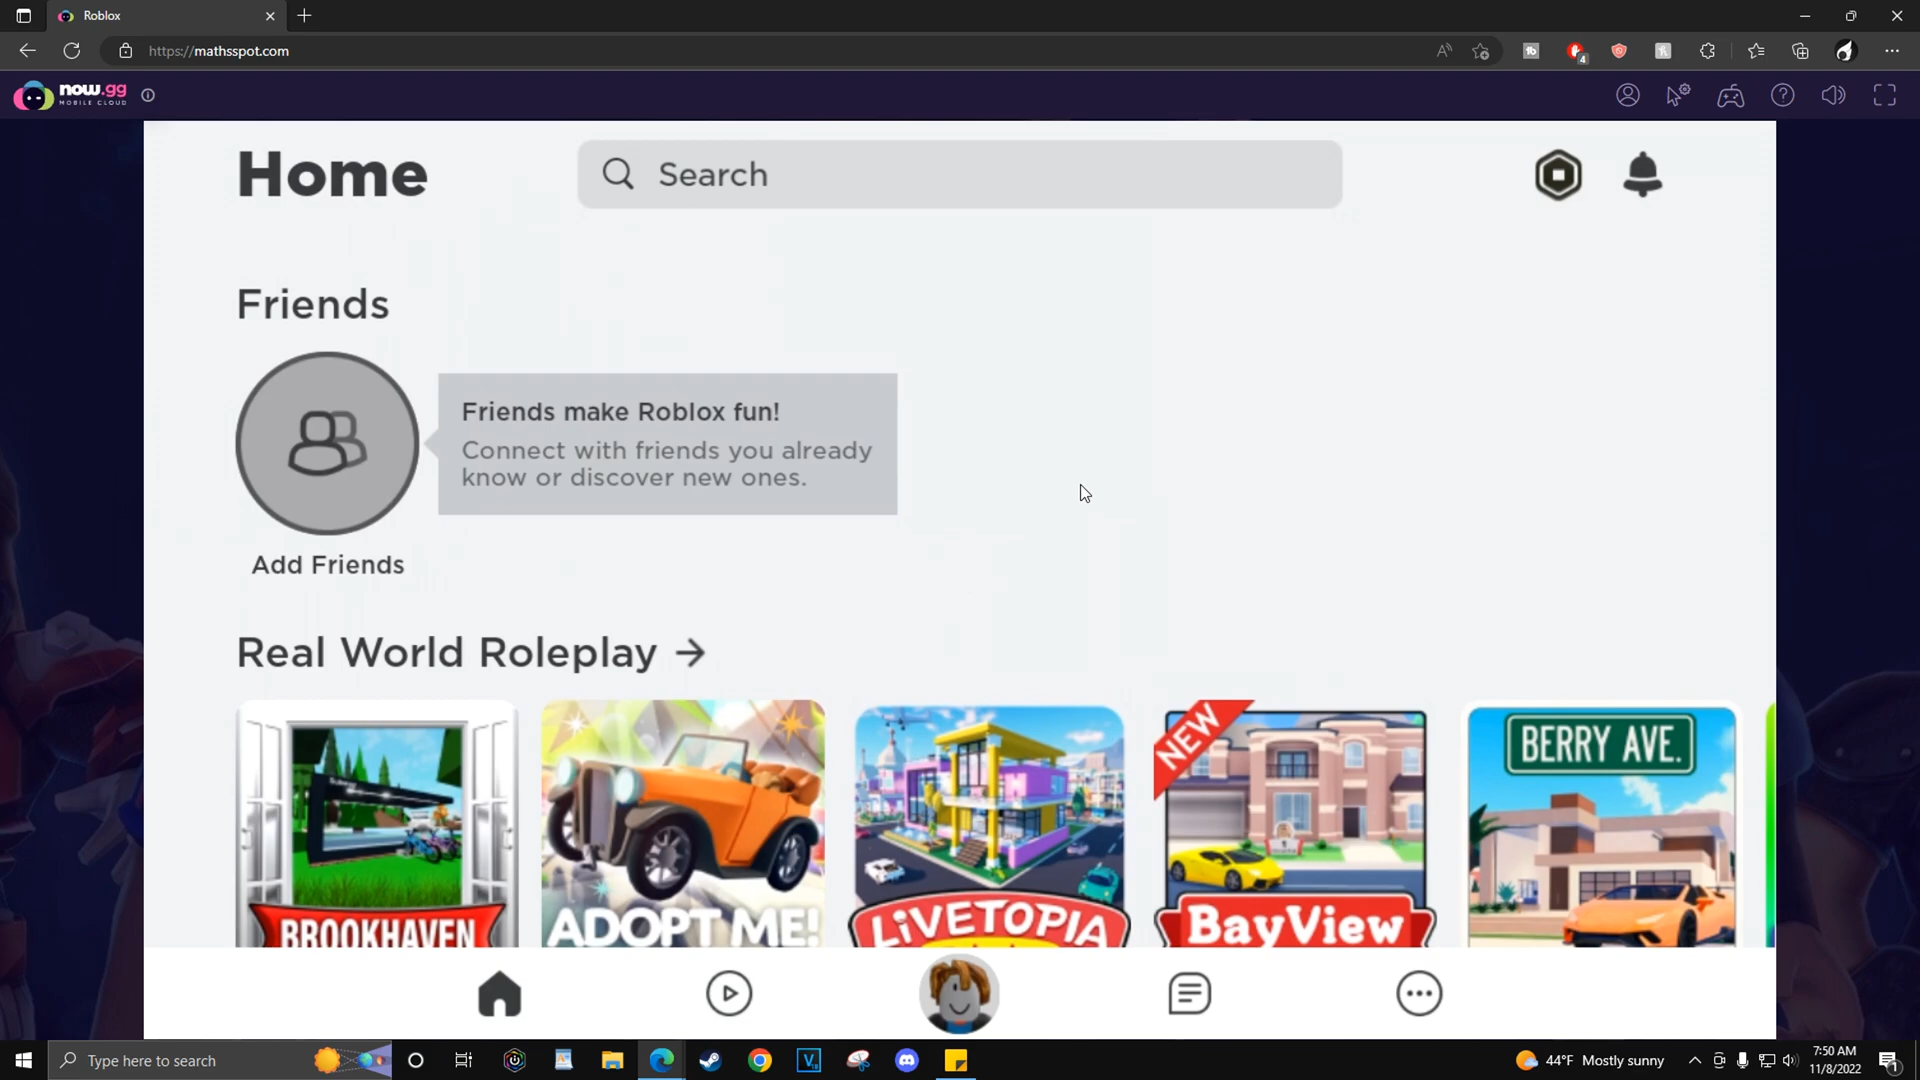 Roblox
https://mathsspot.com
4
now.gg
MOBILE CLOUD
Home
Search
Friends
Friends make Roblox fun!
Connect with friends you already
know or discover new ones.
Add Friends
Real World Roleplay →
BROOKHAVEN
ADOPT ME!
LiVETOPIA
NEW
BayView
BERRY AVE.
Type here to search
44°F Mostly sunny
7:50 AM
11/8/2022
1